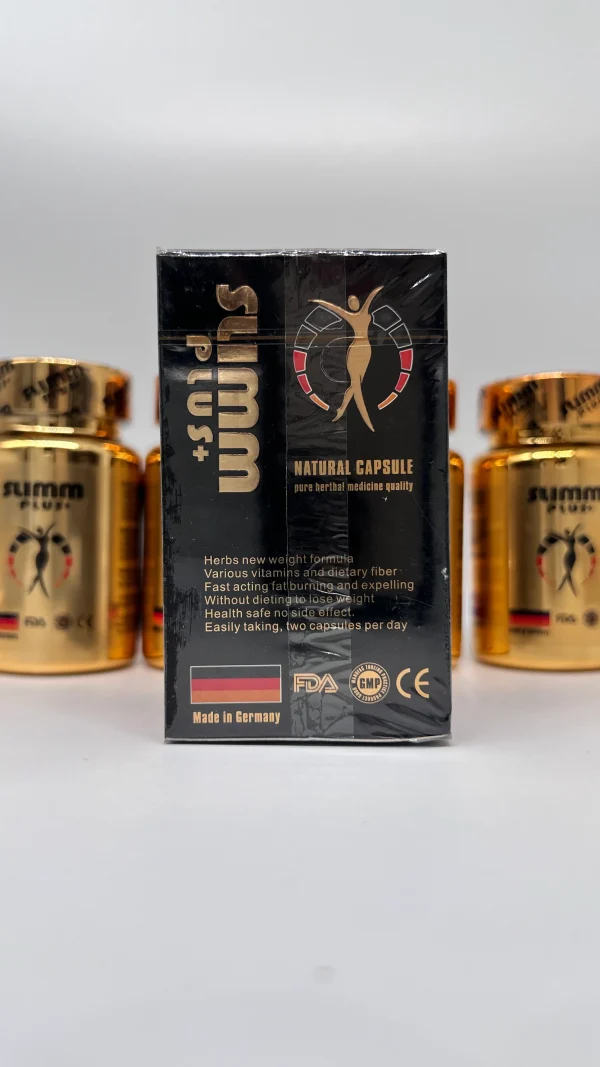 SLIMM
PLUS+
NATURAL CAPSULE
pure herthal medicine quality
Herbs new weight formula
Various vitamins and dietary fiber
Fast acting fat burning and expelling
Without dieting to lose weight
Health safe no side effect.
Easily taking, two capsules per day
FDA
GMP
CE
Made in Germany
SLIMM
PLUS+
FDA
SLIMM
PLUS+
FDA